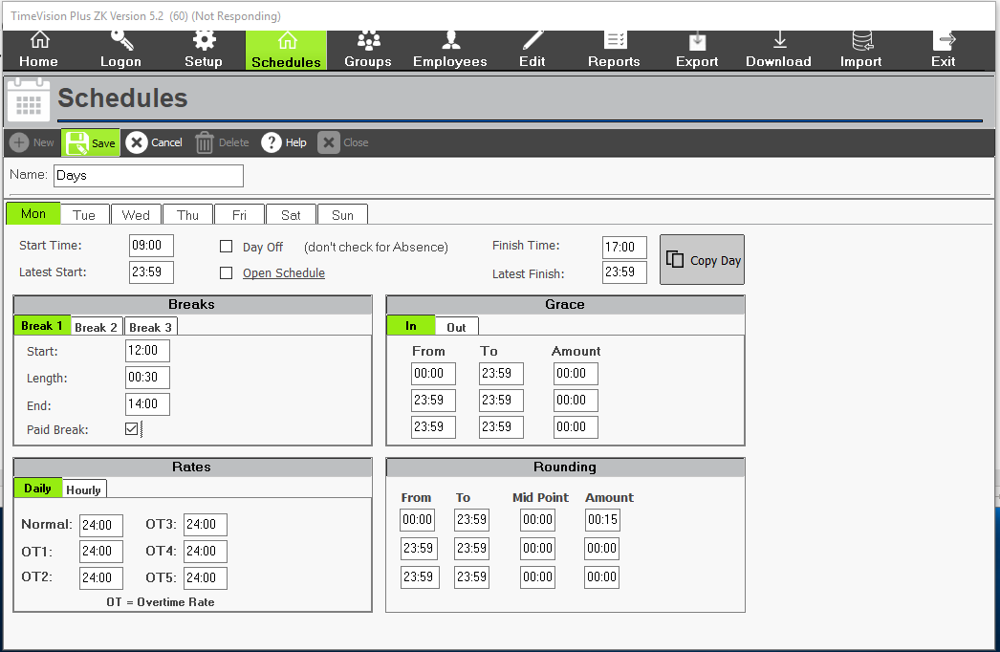 TimeVision Plus ZK Version 5.2 (60) (Not Responding)
Home Logon Setup Schedules Groups Employees Edit Reports Export Download Import Exit
Schedules
New Save Cancel Delete Help Close
Name: Days
Mon Tue Wed Thu Fri Sat Sun
Start Time: 09:00 Day Off (don't check for Absence) Finish Time: 17:00
Latest Start: 23:59 Open Schedule Latest Finish: 23:59
Copy Day
Breaks
Break 1 Break 2 Break 3
Start: 12:00
Length: 00:30
End: 14:00
Paid Break:
Grace
In Out
From To Amount
00:00 23:59 00:00
23:59 23:59 00:00
23:59 23:59 00:00
Rates
Daily Hourly
Normal: 24:00 OT3: 24:00
OT1: 24:00 OT4: 24:00
OT2: 24:00 OT5: 24:00
OT = Overtime Rate
Rounding
From To Mid Point Amount
00:00 23:59 00:00 00:15
23:59 23:59 00:00 00:00
23:59 23:59 00:00 00:00